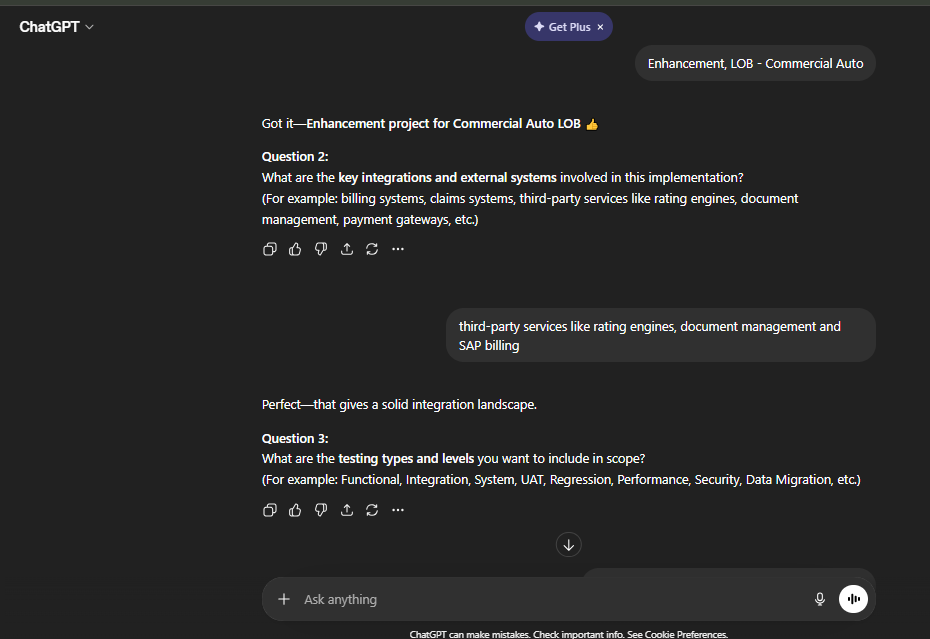 ChatGPT
Get Plus ×
Enhancement, LOB - Commercial Auto
Got it—Enhancement project for Commercial Auto LOB 👍
Question 2:
What are the key integrations and external systems involved in this implementation?
(For example: billing systems, claims systems, third-party services like rating engines, document
management, payment gateways, etc.)
third-party services like rating engines, document management and
SAP billing
Perfect—that gives a solid integration landscape.
Question 3:
What are the testing types and levels you want to include in scope?
(For example: Functional, Integration, System, UAT, Regression, Performance, Security, Data Migration, etc.)
Ask anything
ChatGPT can make mistakes. Check important info. See Cookie Preferences.